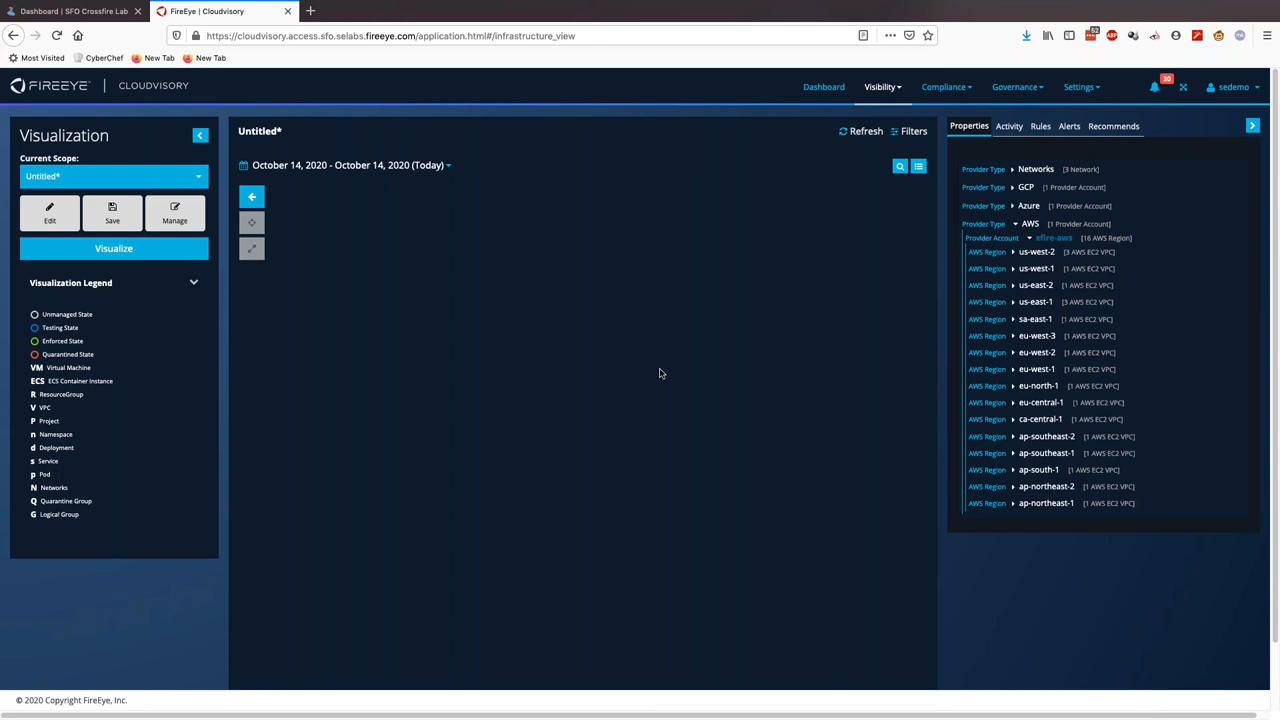 Dashboard | SFO Crossfire Lab
FireEye | Cloudvisory
https://cloudvisory.access.sfo.selabs.fireeye.com/application.html#/infrastructure_view
Most Visited
CyberChef
New Tab
New Tab
FIREEYE™
CLOUDVISORY
Dashboard
Visibility
Compliance
Governance
Settings
30
sedemo
Visualization
Current Scope:
Untitled*
Edit
Save
Manage
Visualize
Visualization Legend
Unmanaged State
Testing State
Enforced State
Quarantined State
VM Virtual Machine
ECS ECS Container Instance
R ResourceGroup
V VPC
P Project
n Namespace
d Deployment
s Service
p Pod
N Networks
Q Quarantine Group
G Logical Group
Untitled*
Refresh
Filters
October 14, 2020 - October 14, 2020 (Today)
Properties
Activity
Rules
Alerts
Recommends
Provider Type Networks [3 Network]
Provider Type GCP [1 Provider Account]
Provider Type Azure [1 Provider Account]
Provider Type AWS [1 Provider Account]
Provider Account xfire-aws [16 AWS Region]
AWS Region us-west-2 [3 AWS EC2 VPC]
AWS Region us-west-1 [1 AWS EC2 VPC]
AWS Region us-east-2 [1 AWS EC2 VPC]
AWS Region us-east-1 [3 AWS EC2 VPC]
AWS Region sa-east-1 [1 AWS EC2 VPC]
AWS Region eu-west-3 [1 AWS EC2 VPC]
AWS Region eu-west-2 [1 AWS EC2 VPC]
AWS Region eu-west-1 [1 AWS EC2 VPC]
AWS Region eu-north-1 [1 AWS EC2 VPC]
AWS Region eu-central-1 [1 AWS EC2 VPC]
AWS Region ca-central-1 [1 AWS EC2 VPC]
AWS Region ap-southeast-2 [1 AWS EC2 VPC]
AWS Region ap-southeast-1 [1 AWS EC2 VPC]
AWS Region ap-south-1 [1 AWS EC2 VPC]
AWS Region ap-northeast-2 [1 AWS EC2 VPC]
AWS Region ap-northeast-1 [1 AWS EC2 VPC]
© 2020 Copyright FireEye, Inc.